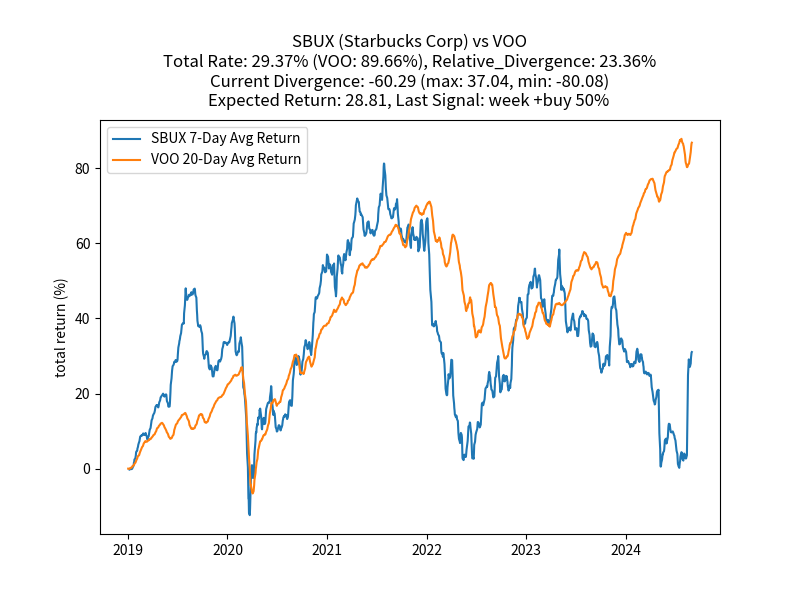 SBUX (Starbucks Corp) vs VOO
Total Rate: 29.37% (VOO: 89.66%), Relative_Divergence: 23.36%
Current Divergence: -60.29 (max: 37.04, min: -80.08)
Expected Return: 28.81, Last Signal: week +buy 50%
SBUX 7-Day Avg Return
VOO 20-Day Avg Return
total return (%)
80
60
40
20
0
2019 2020 2021 2022 2023 2024